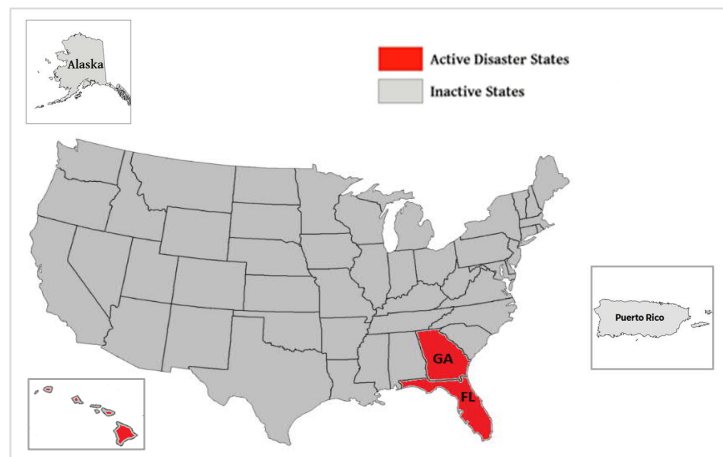 Alaska
Active Disaster States
Inactive States
Puerto Rico
GA
FL